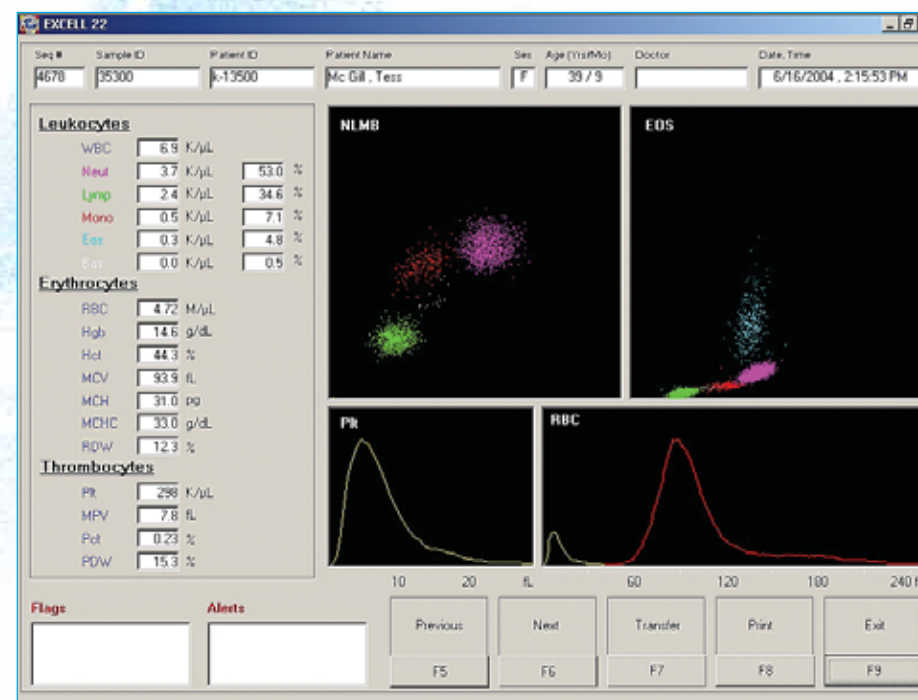 EXCELL 22
Seq # Sample ID Patient ID Patient Name Sex Age (Yrs/Mo) Doctor Date, Time
4678 35300 k-13500 Mc Gill , Tess F 39 / 9 6/16/2004 , 2:15:53 PM
Leukocytes
WBC 6.9 K/µL
Neut 3.7 K/µL 53.0 %
Lymp 2.4 K/µL 34.6 %
Mono 0.5 K/µL 7.1 %
Eos 0.3 K/µL 4.8 %
Bas 0.0 K/µL 0.5 %
Erythrocytes
RBC 4.72 M/µL
Hgb 14.6 g/dL
Hct 44.3 %
MCV 93.9 fL
MCH 31.0 pg
MCHC 33.0 g/dL
RDW 12.3 %
Thrombocytes
Plt 298 K/µL
MPV 7.8 fL
Pct 0.23 %
PDW 15.3 %
NLMB
EOS
Plt
RBC
10 20 fL 60 120 180 240 f
Flags
Alerts
Previous Next Transfer Print Exit
F5 F6 F7 F8 F9